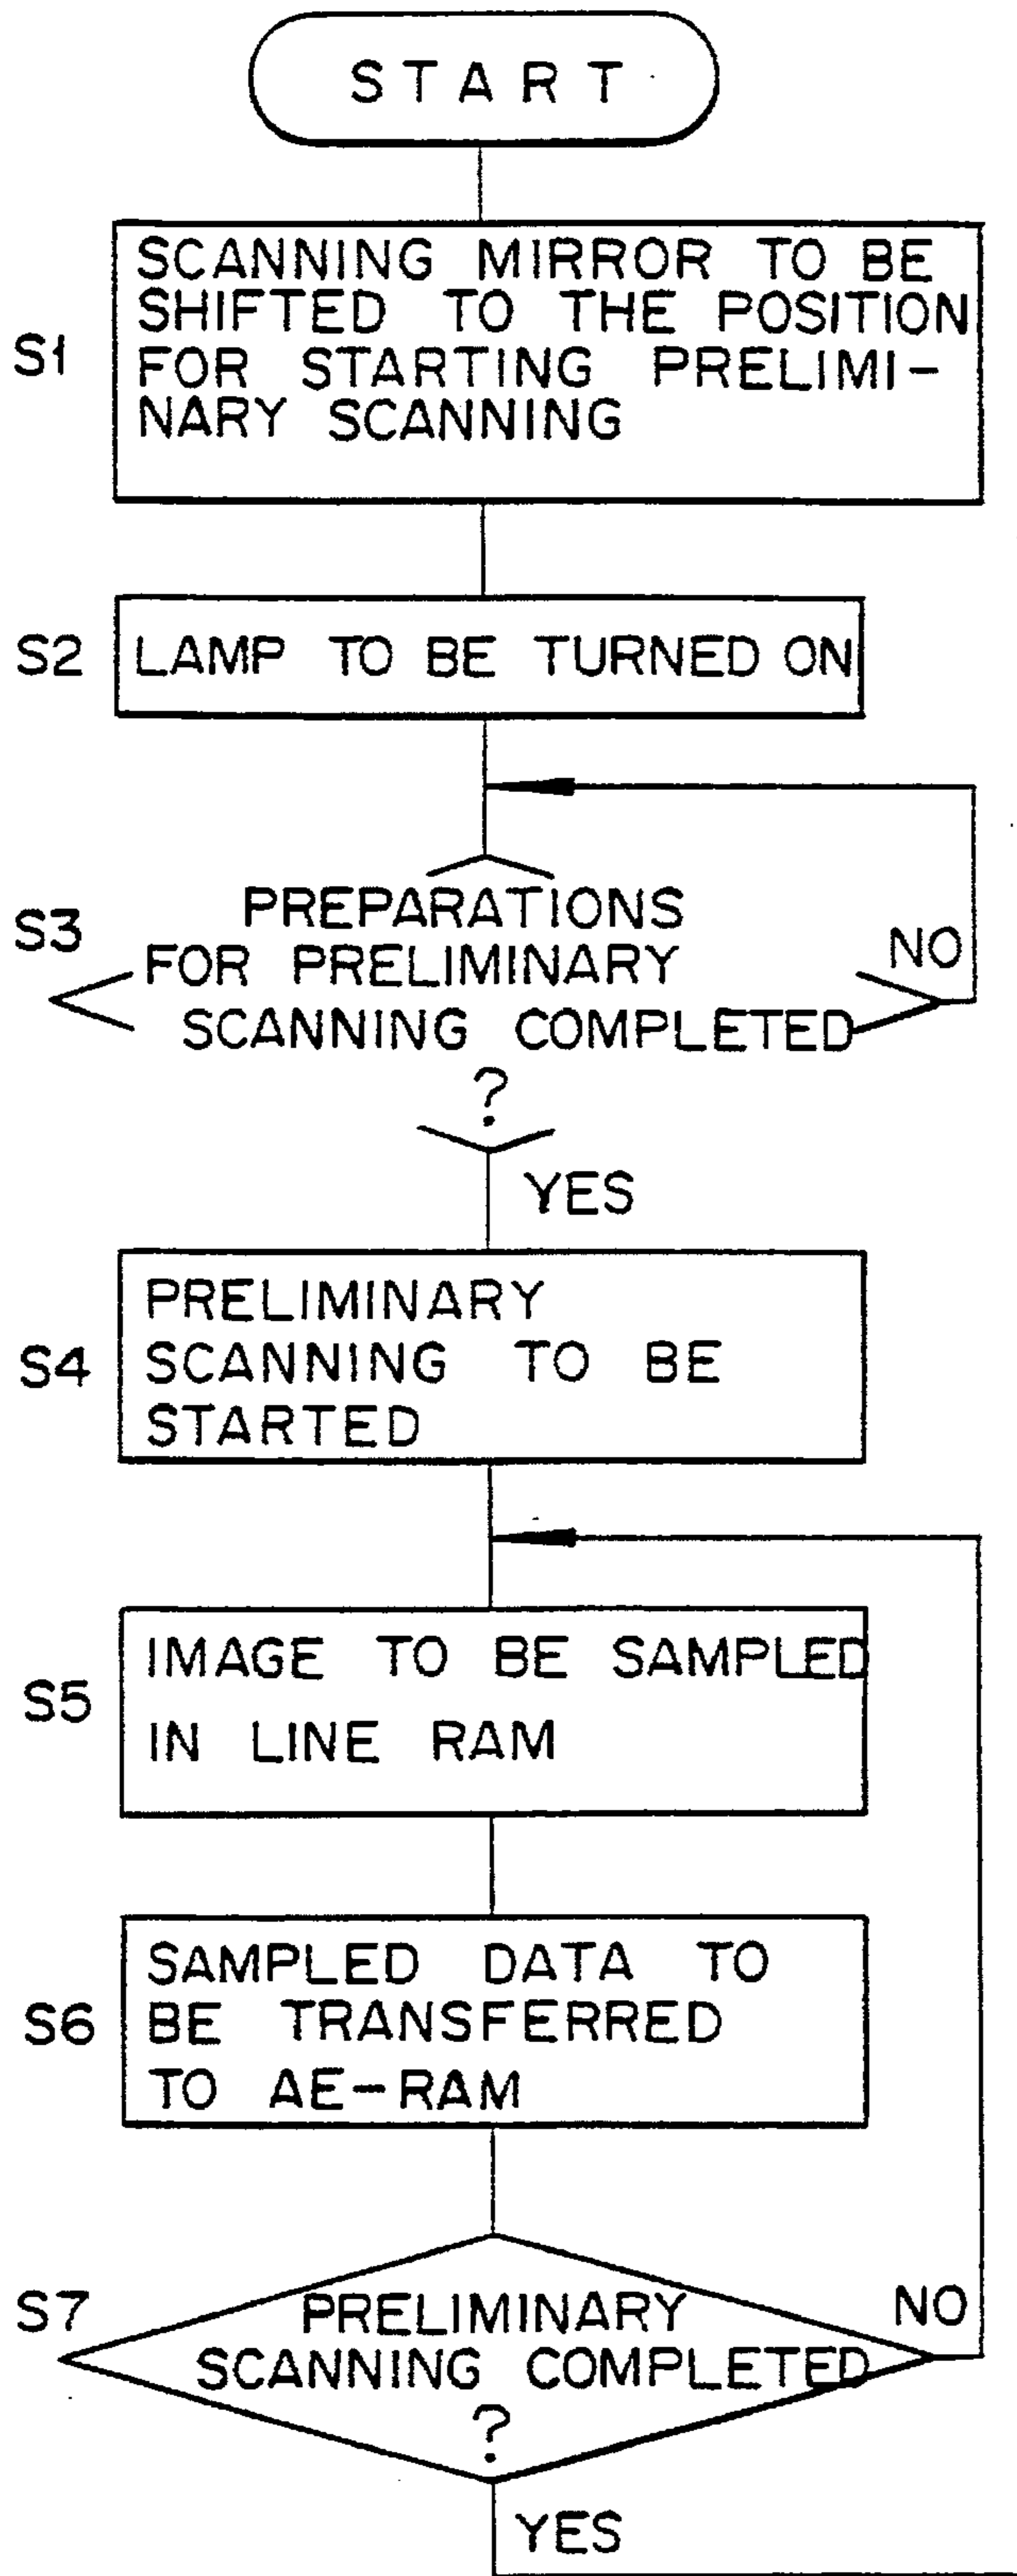 START
SCANNING MIRROR TO BE
SHIFTED TO THE POSITION
S1
FOR STARTING PRELIMI-
NARY SCANNING
S2
LAMP TO BE TURNED ON
S3
PREPARATIONS
FOR PRELIMINARY
NO
SCANNING COMPLETED
?
YES
PRELIMINARY
S4
SCANNING TO BE
STARTED
IMAGE TO BE SAMPLED
S5
IN LINE RAM
SAMPLED DATA TO
S6
BE TRANSFERRED
TO AE-RAM
S7
PRELIMINARY
NO
SCANNING COMPLETED
?
YES